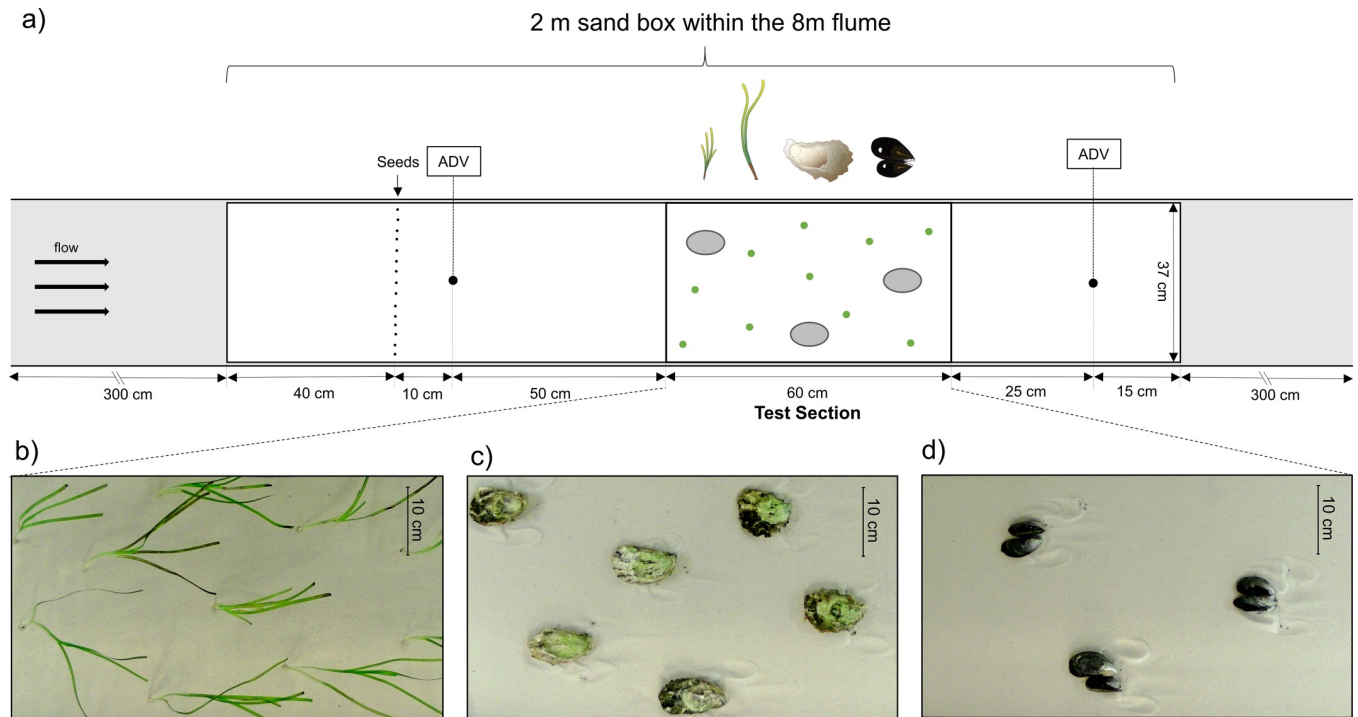 a)
2 m sand box within the 8m flume
Seeds
ADV
ADV
flow
37 cm
300 cm
40 cm
10 cm
50 cm
60 cm
25 cm
15 cm
300 cm
Test Section
b)
c)
d)
10 cm
10 cm
10 cm